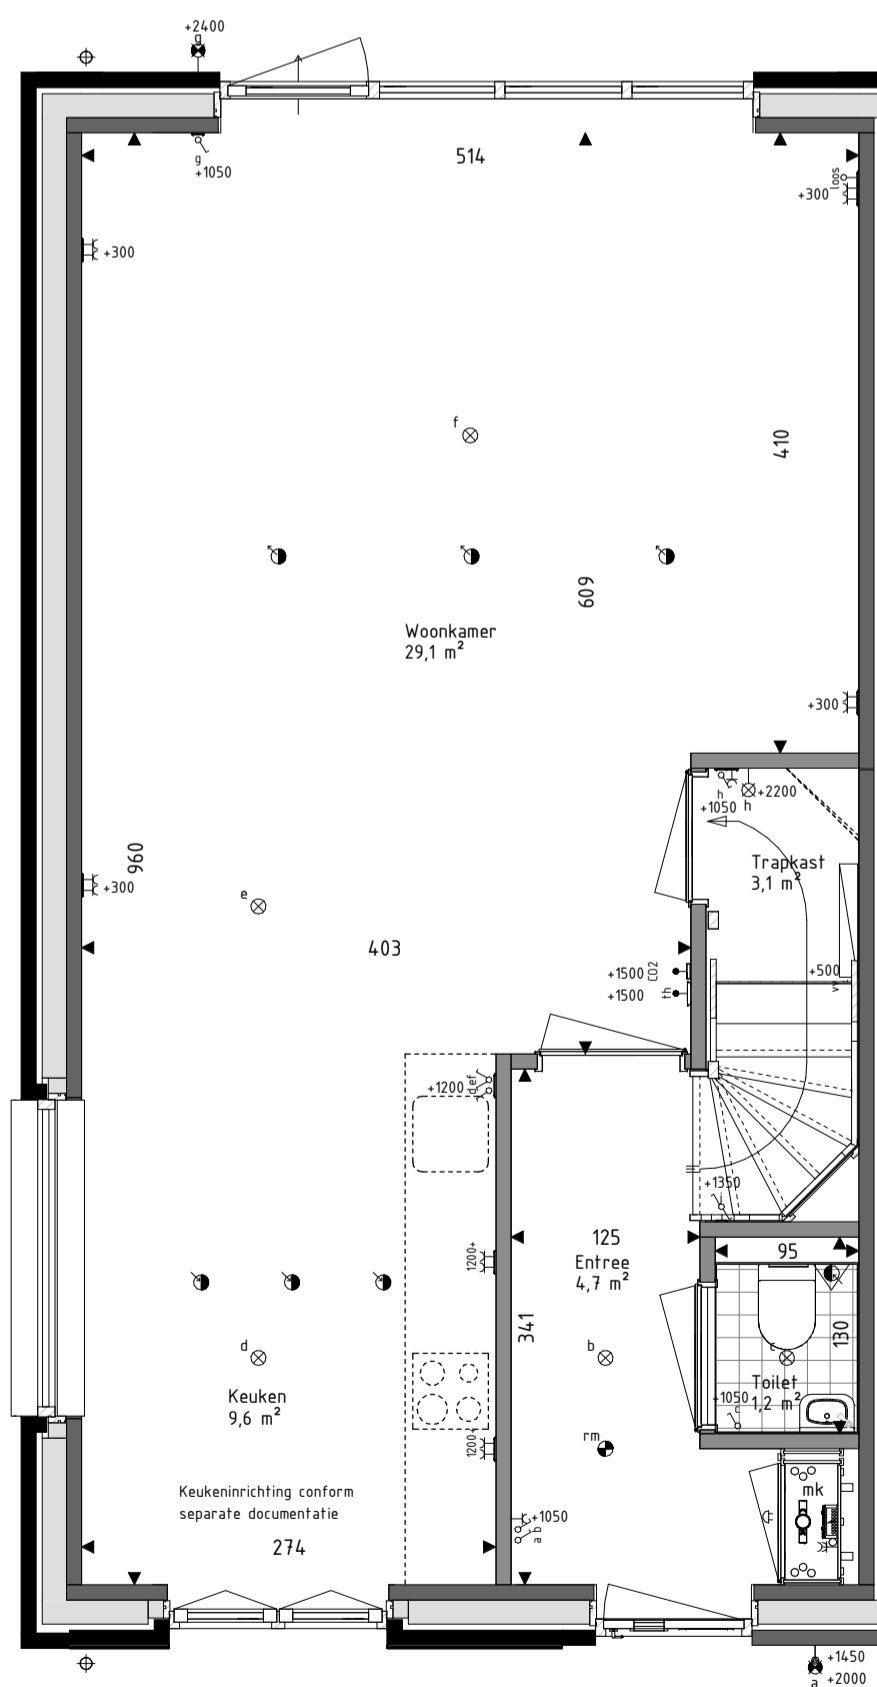 +2400
g
514
g
+1050
loos
+300
+300
f
410
609
Woonkamer
29,1 m²
+300
h
+1050
+2200
h
960
Trapkast
3,1 m²
+300
e
403
+1500
CO2
+1500
th
+500
vv
+1200
def
+1350
125
95
1200+
Entree
4,7 m²
341
130
d
b
c
Keuken
9,6 m²
Toilet
1,2 m²
+1050
c
rm
1200+
Keukeninrichting conform
separate documentatie
mk
+1050
a b
274
+1450
a
+2000